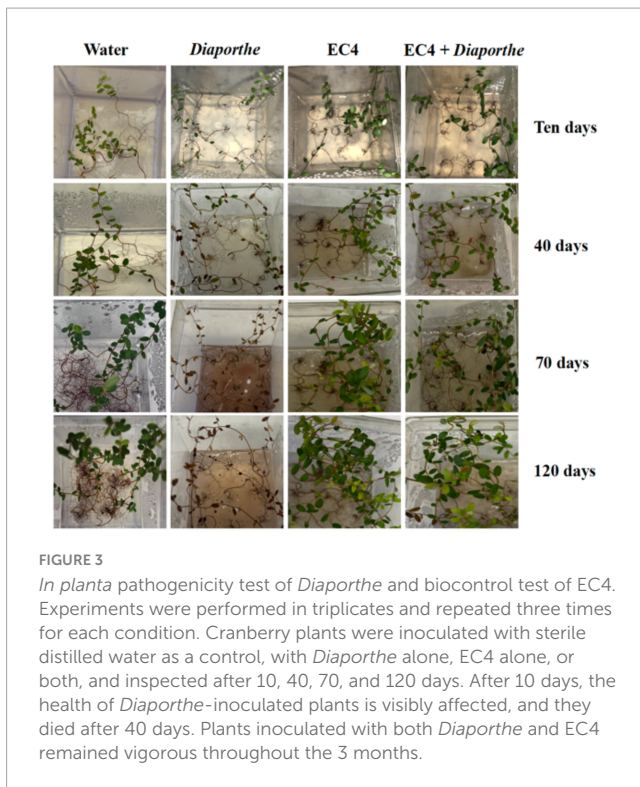 Water Diaporthe EC4 EC4 + Diaporthe
Ten days
40 days
70 days
120 days
FIGURE 3
In planta pathogenicity test of Diaporthe and biocontrol test of EC4.
Experiments were performed in triplicates and repeated three times
for each condition. Cranberry plants were inoculated with sterile
distilled water as a control, with Diaporthe alone, EC4 alone, or
both, and inspected after 10, 40, 70, and 120 days. After 10 days, the
health of Diaporthe-inoculated plants is visibly affected, and they
died after 40 days. Plants inoculated with both Diaporthe and EC4
remained vigorous throughout the 3 months.